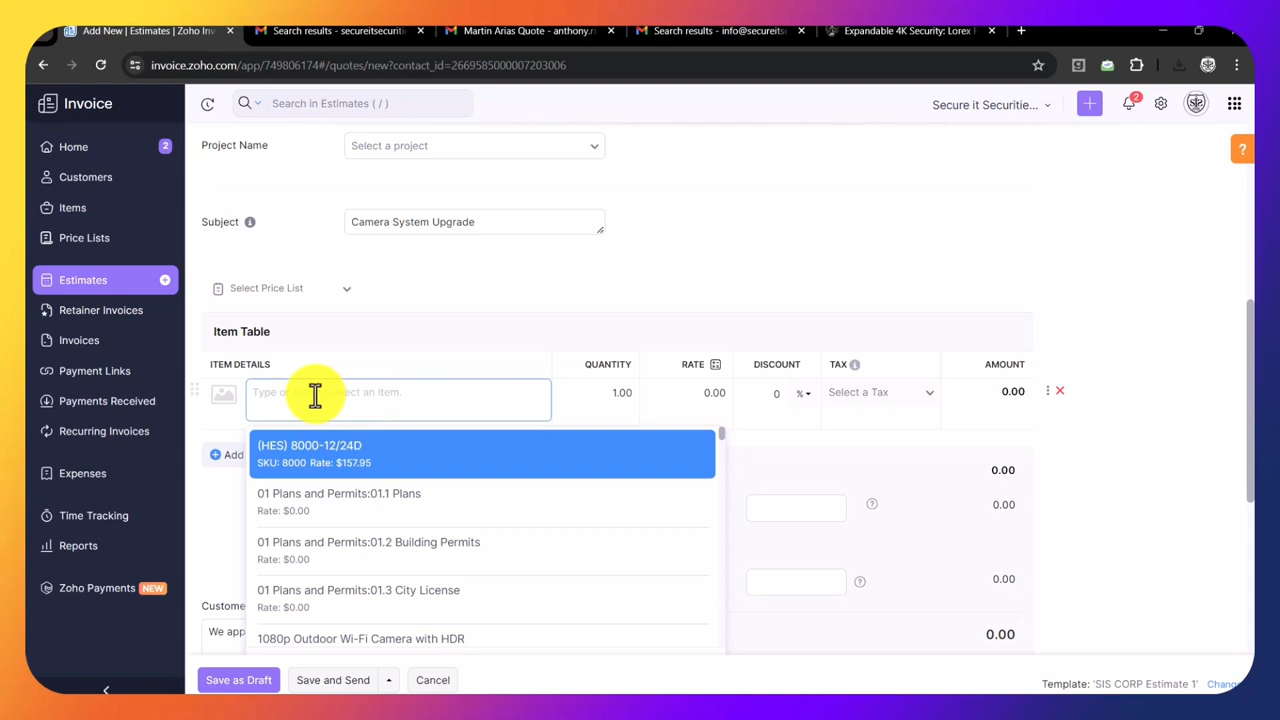 Add New | Estimates | Zoho Inv
Search results - secureitsecuriti
Martin Arias Quote - anthony.r
Search results - info@secureits
Expandable 4K Security: Lorex
invoice.zoho.com/app/749806174#/quotes/new?contact_id=2669585000007203006
Invoice
Search in Estimates ( / )
Secure it Securitie...
2
Home
2
Customers
Items
Price Lists
Estimates
Retainer Invoices
Invoices
Payment Links
Payments Received
Recurring Invoices
Expenses
Time Tracking
Reports
Zoho Payments NEW
Project Name
Select a project
?
Subject
Camera System Upgrade
Select Price List
Item Table
ITEM DETAILS QUANTITY RATE DISCOUNT TAX AMOUNT
Type or select an item. 1.00 0.00 0 % Select a Tax 0.00
(HES) 8000-12/24D
SKU: 8000 Rate: $157.95
01 Plans and Permits:01.1 Plans
Rate: $0.00
01 Plans and Permits:01.2 Building Permits
Rate: $0.00
01 Plans and Permits:01.3 City License
Rate: $0.00
1080p Outdoor Wi-Fi Camera with HDR
Add
0.00
? 0.00
? 0.00
0.00
Custome
We app
Save as Draft
Save and Send
Cancel
Template: 'SIS CORP Estimate 1' Chang